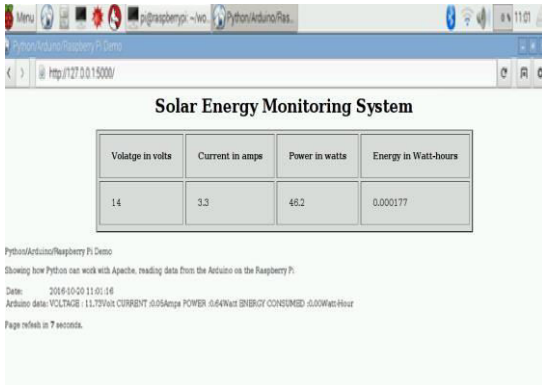 Menu pi@raspberrypi: ~/wo... Python/Arduino/Ras... 8 % 11:01
Python/Arduino/Raspberry Pi Demo
http://127.0.0.1:5000/
Solar Energy Monitoring System
Volatge in volts Current in amps Power in watts Energy in Watt-hours
14 3.3 46.2 0.000177
Python/Arduino/Raspberry Pi Demo
Showing how Python can work with Apache, reading data from the Arduino on the Raspberry Pi
Date: 2016-10-20 11:01:16
Arduino data: VOLTAGE : 11.73Volt CURRENT :0.05Amps POWER :0.64Watt ENERGY CONSUMED :0.00Watt-Hour
Page refesh in 7 seconds.